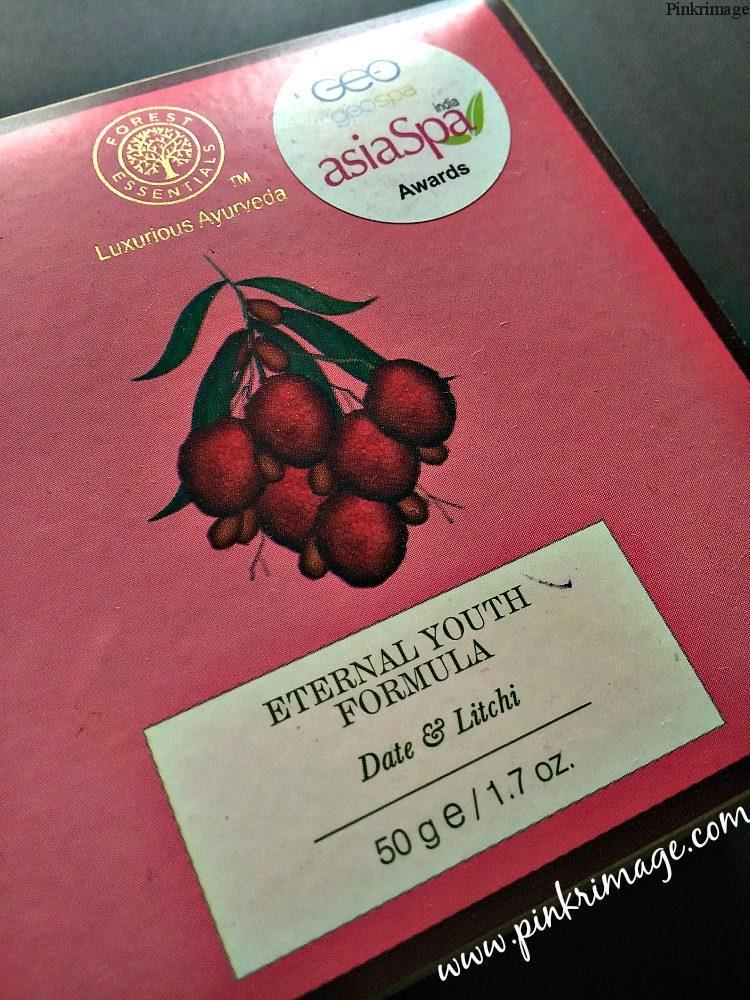 Pinkrimage
GEO
geospa
asiaSpa india
Awards
FOREST
ESSENTIALS
TM
Luxurious Ayurveda
ETERNAL YOUTH
FORMULA
Date & Litchi
50 g e / 1.7 oz.
www.pinkrimage.com